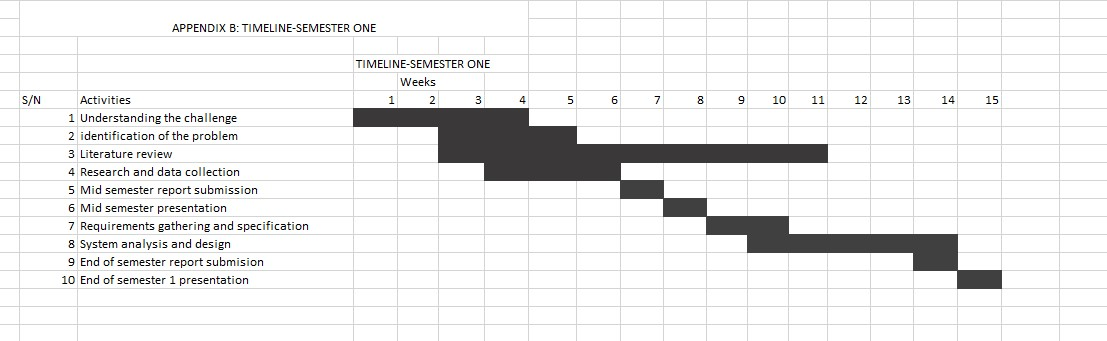 APPENDIX B: TIMELINE-SEMESTER ONE
TIMELINE-SEMESTER ONE
Weeks
S/N Activities 1 2 3 4 5 6 7 8 9 10 11 12 13 14 15
1 Understanding the challenge
2 identification of the problem
3 Literature review
4 Research and data collection
5 Mid semester report submission
6 Mid semester presentation
7 Requirements gathering and specification
8 System analysis and design
9 End of semester report submision
10 End of semester 1 presentation